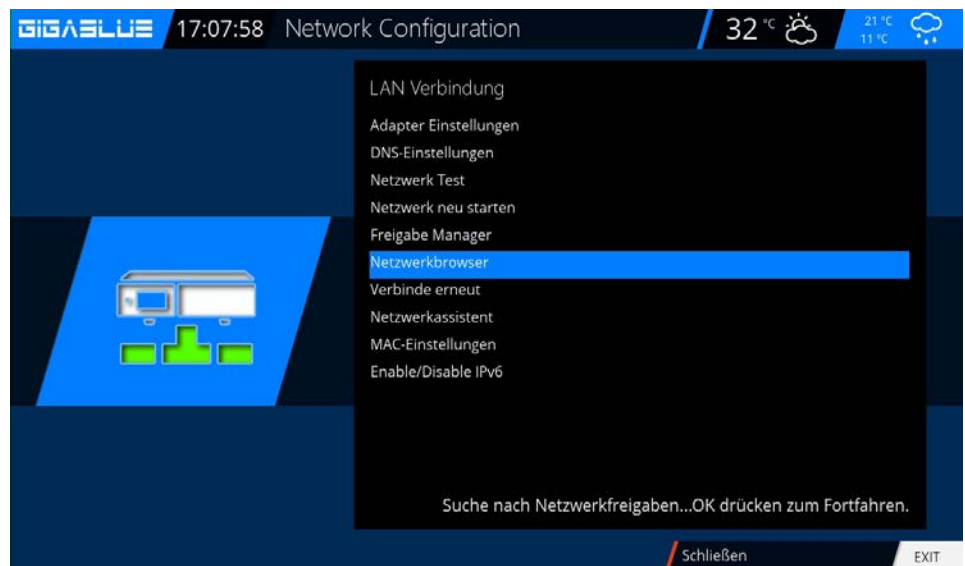 GIGABLUE 17:07:58 Network Configuration 32 °C 21 °C
11 °C
LAN Verbindung
Adapter Einstellungen
DNS-Einstellungen
Netzwerk Test
Netzwerk neu starten
Freigabe Manager
Netzwerkbrowser
Verbinde erneut
Netzwerkassistent
MAC-Einstellungen
Enable/Disable IPv6
Suche nach Netzwerkfreigaben...OK drücken zum Fortfahren.
Schließen EXIT